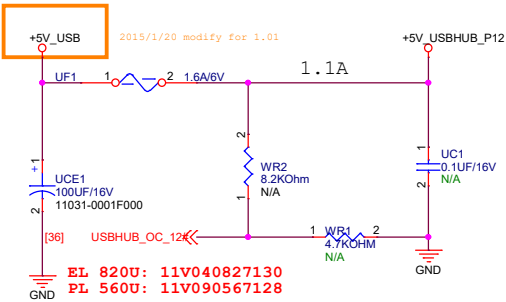 +5V_USB
2015/1/20 modify for 1.01
+5V_USBHUB_P12
UF1
1
2
1.6A/6V
1.1A
2
WR2
8.2KOhm
N/A
1
1
UC1
0.1UF/16V
N/A
2
1
+
UCE1
100UF/16V
11031-0001F000
2
[36]
USBHUB_OC_12#
1
WR1
2
4.7KOHM
N/A
GND
GND
EL 820U: 11V040827130
PL 560U: 11V090567128